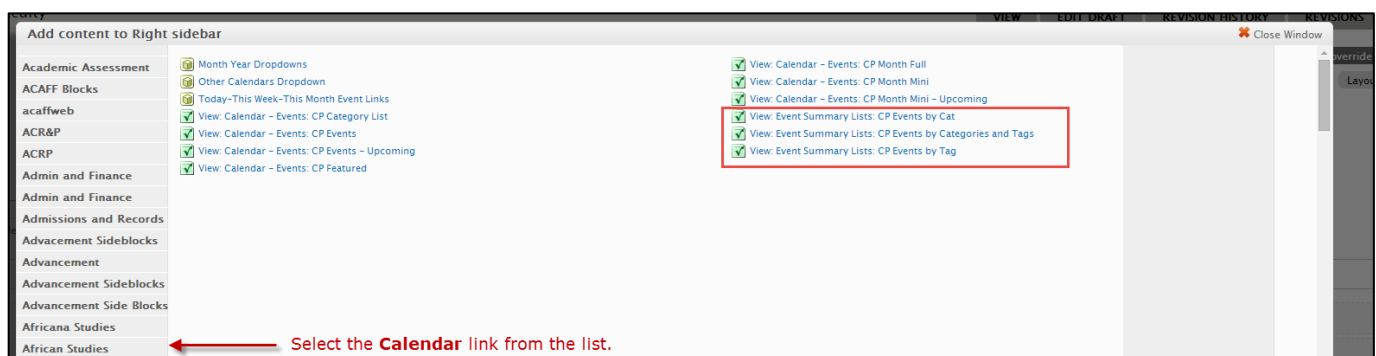 VIEW EDIT DRAFT REVISION HISTORY REVISIONS
Add content to Right sidebar
Close Window
Academic Assessment
ACAFF Blocks
acaffweb
ACR&P
ACRP
Admin and Finance
Admin and Finance
Admissions and Records
Advacement Sideblocks
Advancement
Advancement Sideblocks
Advancement Side Blocks
Africana Studies
African Studies
Month Year Dropdowns
Other Calendars Dropdown
Today-This Week-This Month Event Links
View: Calendar - Events: CP Category List
View: Calendar - Events: CP Events
View: Calendar - Events: CP Events - Upcoming
View: Calendar - Events: CP Featured
View: Calendar - Events: CP Month Full
View: Calendar - Events: CP Month Mini
View: Calendar - Events: CP Month Mini - Upcoming
View: Event Summary Lists: CP Events by Cat
View: Event Summary Lists: CP Events by Categories and Tags
View: Event Summary Lists: CP Events by Tag
override
Layou
Select the Calendar link from the list.